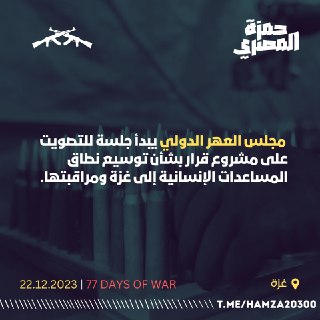 حمزة
المصري
مجلس العهر الدولي يبدأ جلسة للتصويت
على مشروع قرار بشأن توسيع نطاق
المساعدات الإنسانية إلى غزة ومراقبتها.
22.12.2023 | 77 DAYS OF WAR
غزة
T.ME/HAMZA20300